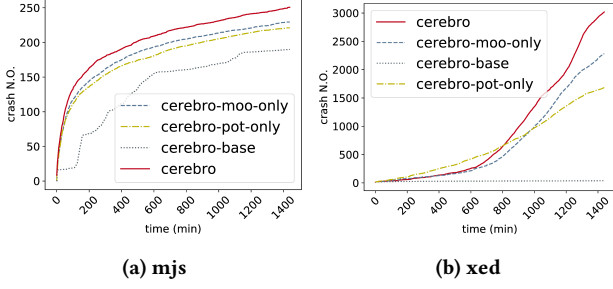 250
200
150
100
50
0
crash N.O.
cerebro-moo-only
cerebro-pot-only
cerebro-base
cerebro
0 200 400 600 800 1000 1200 1400
time (min)
(a) mjs
3000
2500
2000
1500
1000
500
0
crash N.O.
cerebro
cerebro-moo-only
cerebro-base
cerebro-pot-only
0 200 400 600 800 1000 1200 1400
time (min)
(b) xed